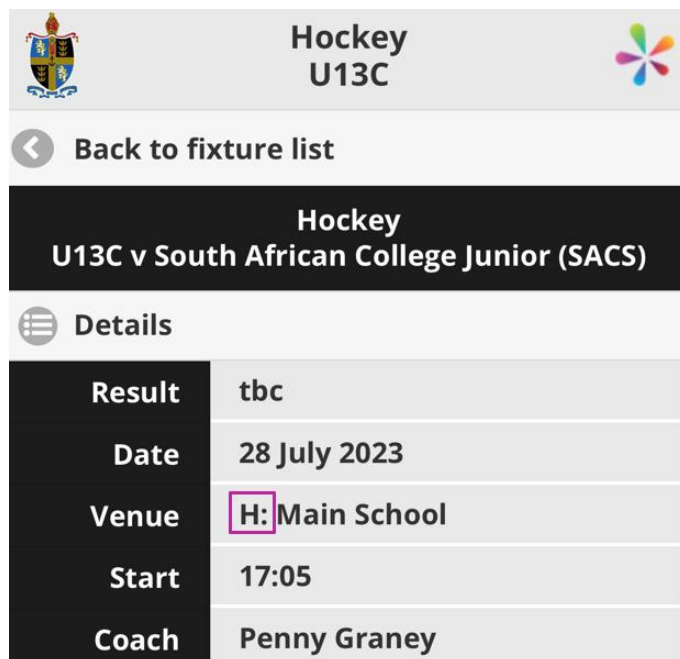 Hockey
U13C
Back to fixture list
Hockey
U13C v South African College Junior (SACS)
Details
Result tbc
Date 28 July 2023
Venue H: Main School
Start 17:05
Coach Penny Graney